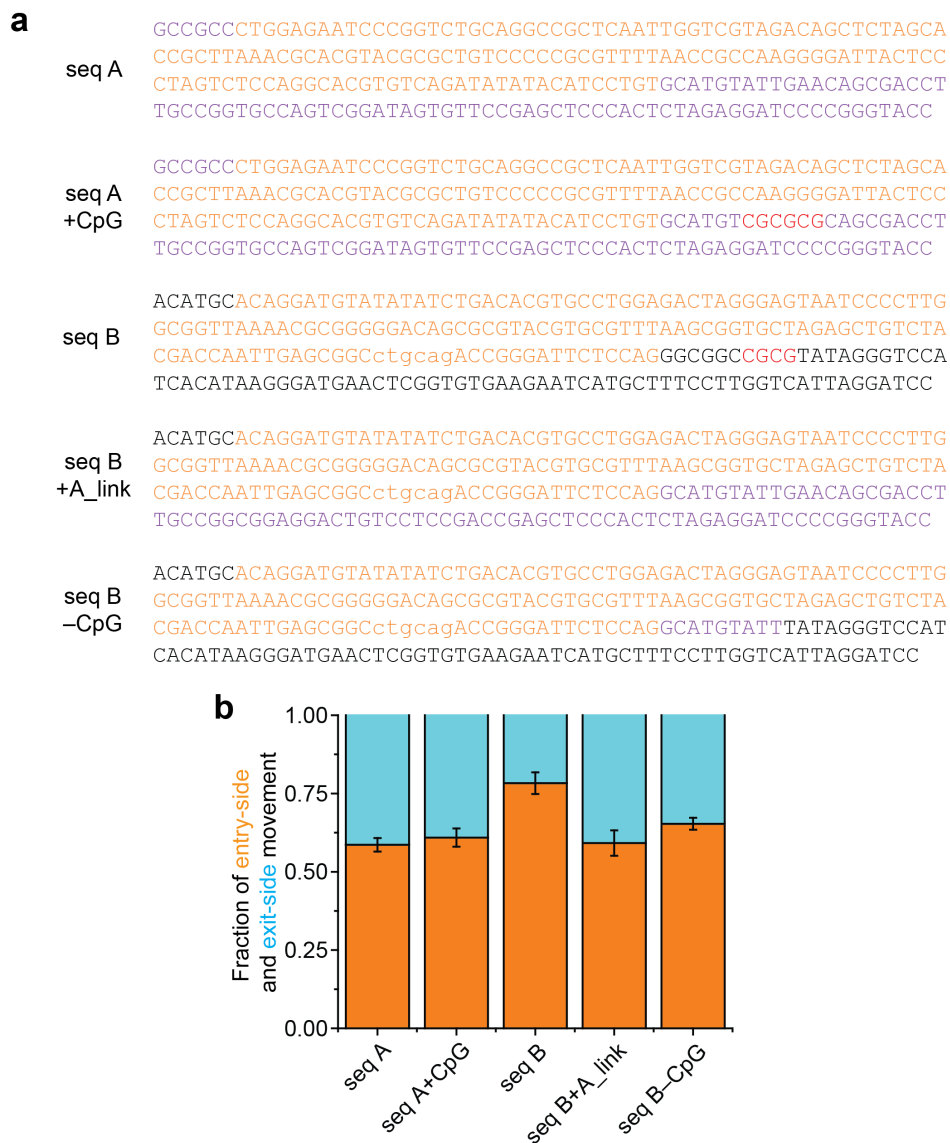 a
seq A
GCCGCCCTGGAGAATCCCGGTCTGCAGGCCGCTCAATTGGTCGTAGACAGCTCTAGCA
CCGCTTAAACGCACGTACGCGCTGTCCCCCGCGTTTTAACCGCCAAGGGGATTACTCC
CTAGTCTCCAGGCACGTGTCAGATATATACATCCTGTGCATGTATTGAACAGCGACCT
TGCCGGTGCCAGTCGGATAGTGTTCCGAGCTCCCACTCTAGAGGATCCCCGGGTACC
seq A
+CpG
GCCGCCCTGGAGAATCCCGGTCTGCAGGCCGCTCAATTGGTCGTAGACAGCTCTAGCA
CCGCTTAAACGCACGTACGCGCTGTCCCCCGCGTTTTAACCGCCAAGGGGATTACTCC
CTAGTCTCCAGGCACGTGTCAGATATATACATCCTGTGCATGTCGCGCGCAGCGACCT
TGCCGGTGCCAGTCGGATAGTGTTCCGAGCTCCCACTCTAGAGGATCCCCGGGTACC
seq B
ACATGCACAGGATGTATATATCTGACACGTGCCTGGAGACTAGGGAGTAATCCCCTTG
GCGGTTAAAACGCGGGGGACAGCGCGTACGTGCGTTTAAGCGGTGCTAGAGCTGTCTA
CGACCAATTGAGCGGCctgcagACCGGGATTCTCCAGGGCGGCCGCGTATAGGGTCCA
TCACATAAGGGATGAACTCGGTGTGAAGAATCATGCTTTCCTTGGTCATTAGGATCC
seq B
+A_link
ACATGCACAGGATGTATATATCTGACACGTGCCTGGAGACTAGGGAGTAATCCCCTTG
GCGGTTAAAACGCGGGGGACAGCGCGTACGTGCGTTTAAGCGGTGCTAGAGCTGTCTA
CGACCAATTGAGCGGCctgcagACCGGGATTCTCCAGGCATGTATTGAACAGCGACCT
TGCCGGCGGAGGACTGTCCTCCGACCGAGCTCCCACTCTAGAGGATCCCCGGGTACC
seq B
–CpG
ACATGCACAGGATGTATATATCTGACACGTGCCTGGAGACTAGGGAGTAATCCCCTTG
GCGGTTAAAACGCGGGGGACAGCGCGTACGTGCGTTTAAGCGGTGCTAGAGCTGTCTA
CGACCAATTGAGCGGCctgcagACCGGGATTCTCCAGGCATGTATTTATAGGGTCCAT
CACATAAGGGATGAACTCGGTGTGAAGAATCATGCTTTCCTTGGTCATTAGGATCC
b
Fraction of entry-side
and exit-side movement
1.00
0.75
0.50
0.25
0.00
seq A
seq A+CpG
seq B
seq B+A_link
seq B–CpG